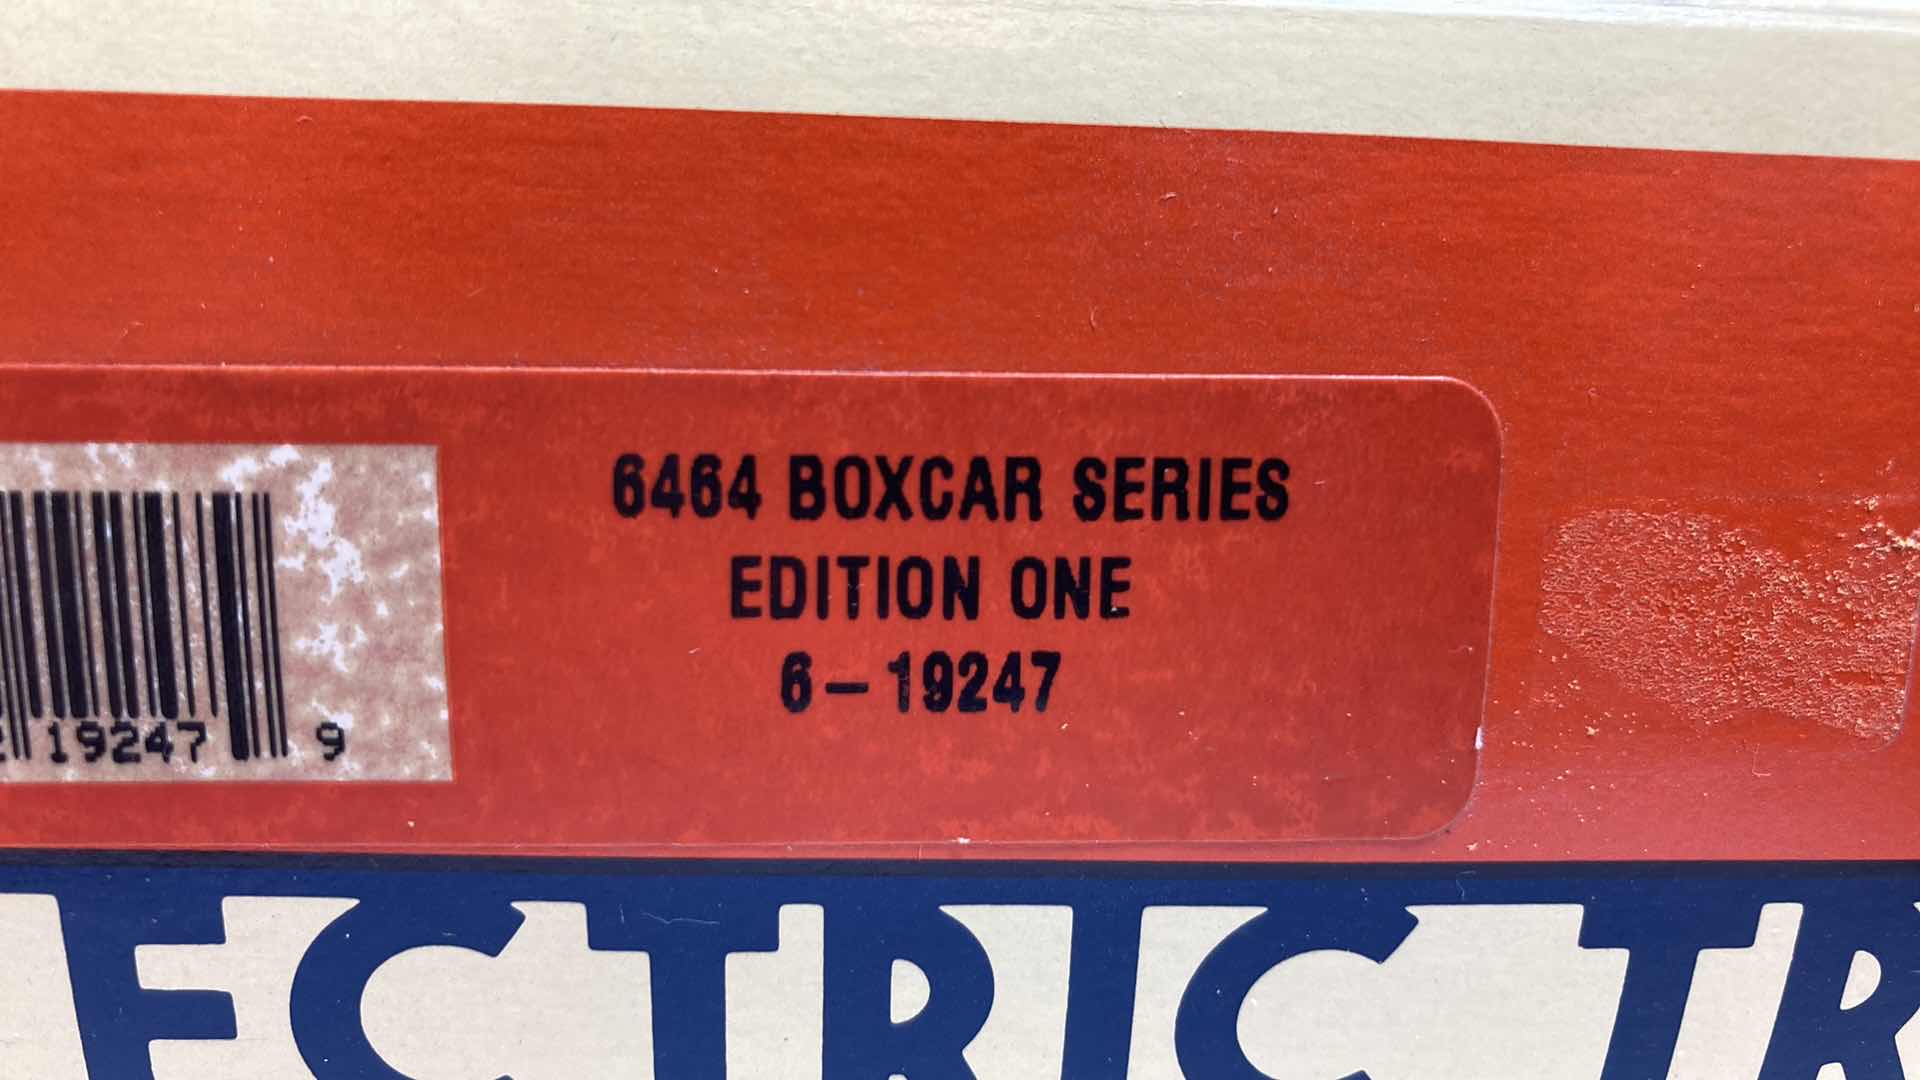 6464 BOXCAR SERIES
EDITION ONE
6-19247
19247 9
ECTRIC TR